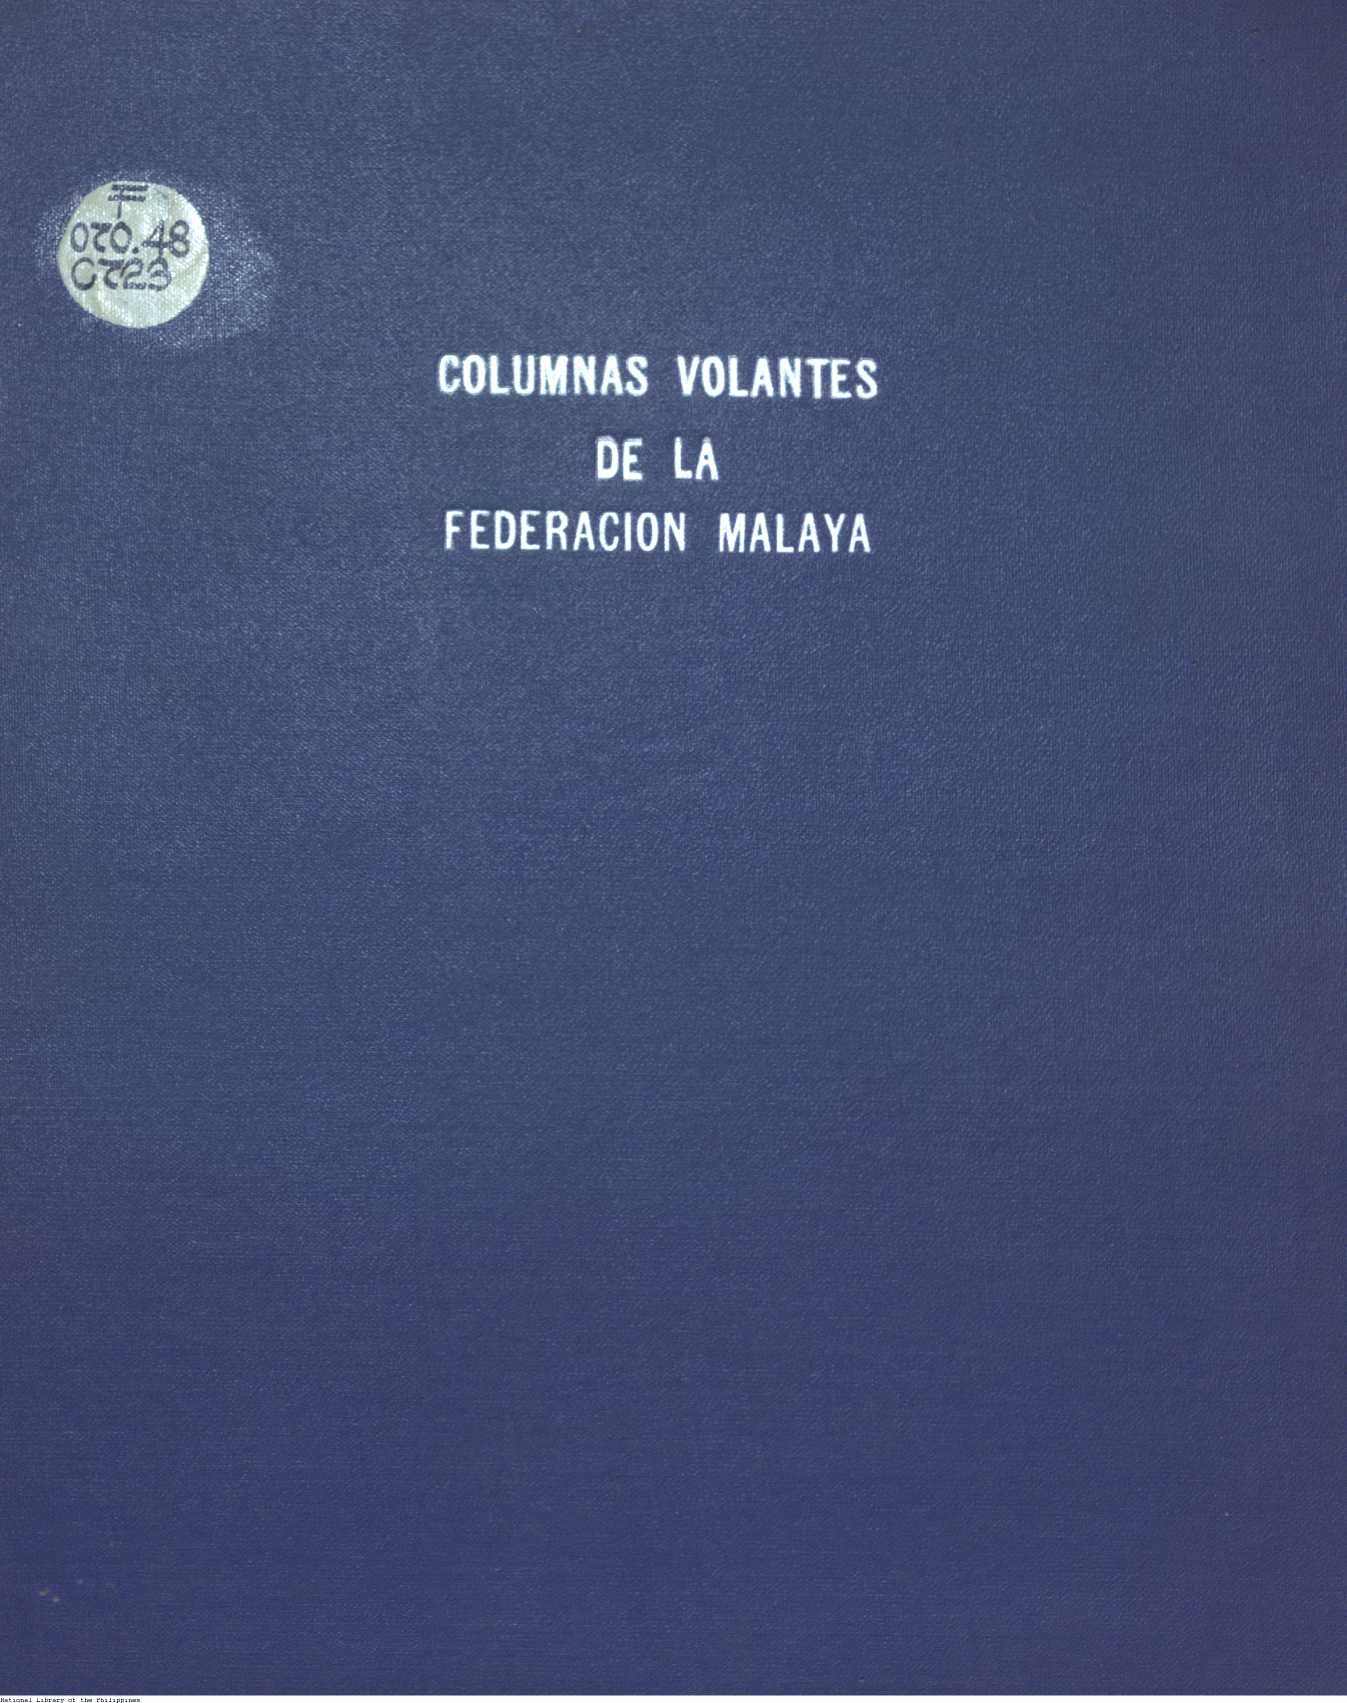 070.48
C723
COLUMNAS VOLANTES
DE LA
FEDERACION MALAYA
National Library of the Philippines